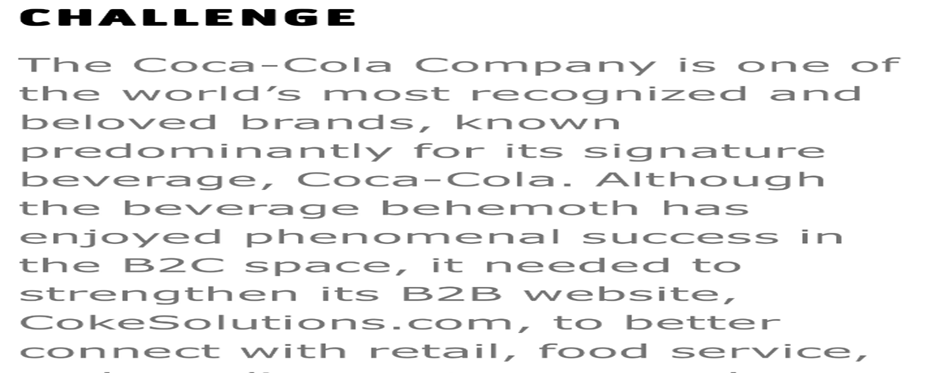 CHALLENGE
The Coca-Cola Company is one of
the world’s most recognized and
beloved brands, known
predominantly for its signature
beverage, Coca-Cola. Although
the beverage behemoth has
enjoyed phenomenal success in
the B2C space, it needed to
strengthen its B2B website,
CokeSolutions.com, to better
connect with retail, food service,